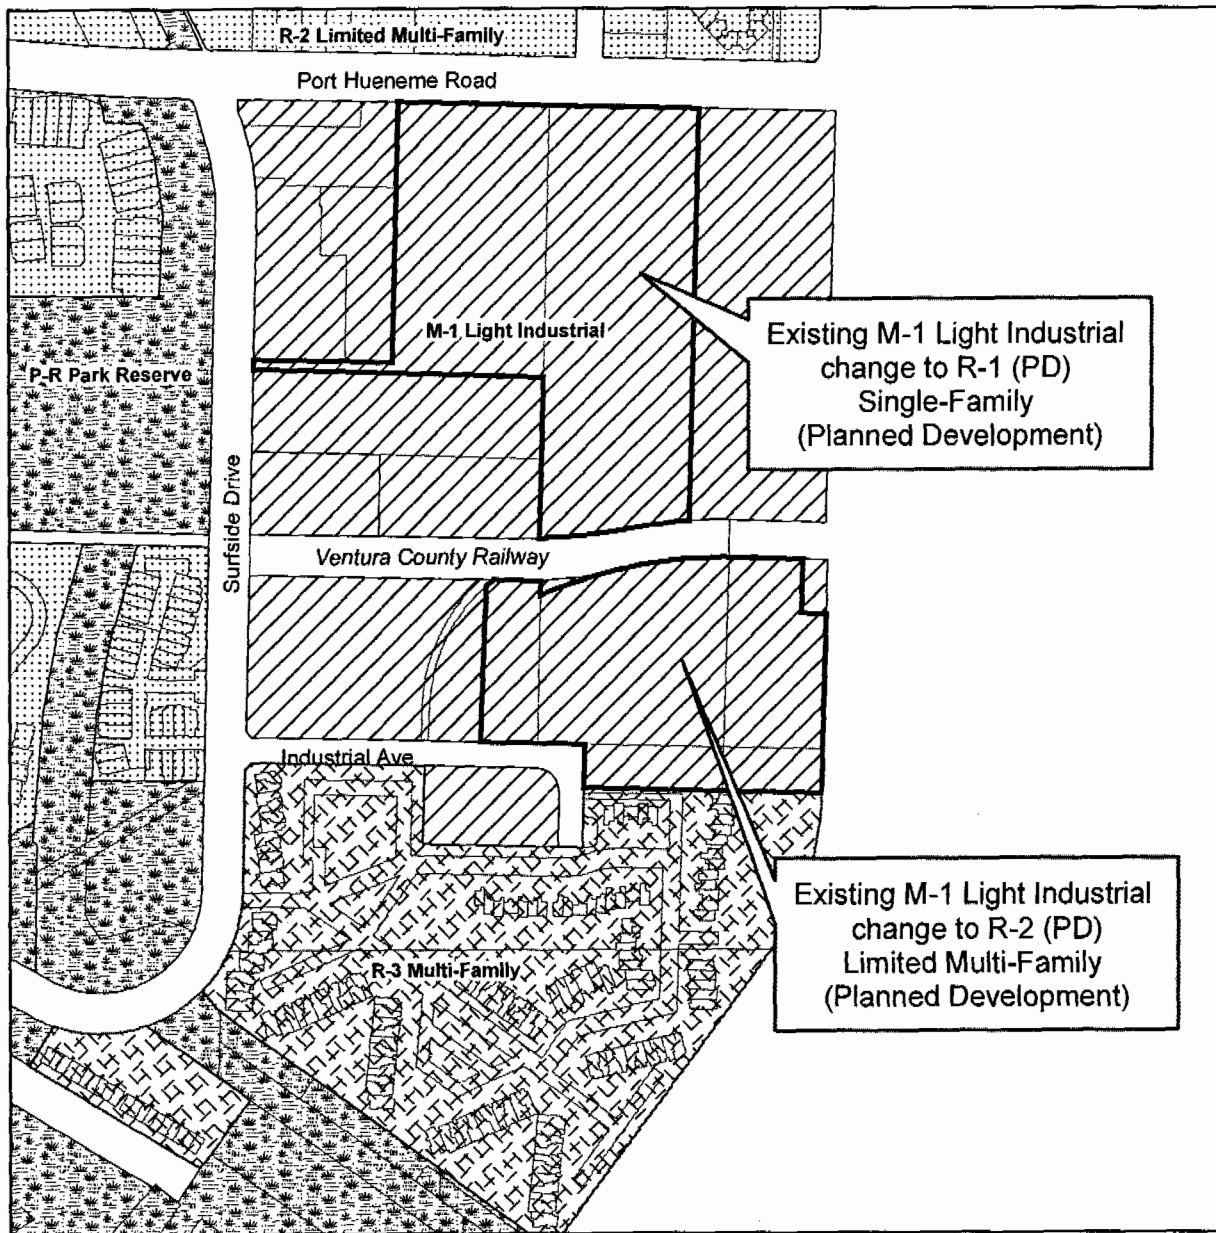 R-2 Limited Multi-Family
Port Hueneme Road
M-1 Light Industrial
Existing M-1 Light Industrial
change to R-1 (PD)
Single-Family
(Planned Development)
P-R Park Reserve
Surfside Drive
Ventura County Railway
Industrial Ave
Existing M-1 Light Industrial
change to R-2 (PD)
Limited Multi-Family
(Planned Development)
R-3 Multi-Family